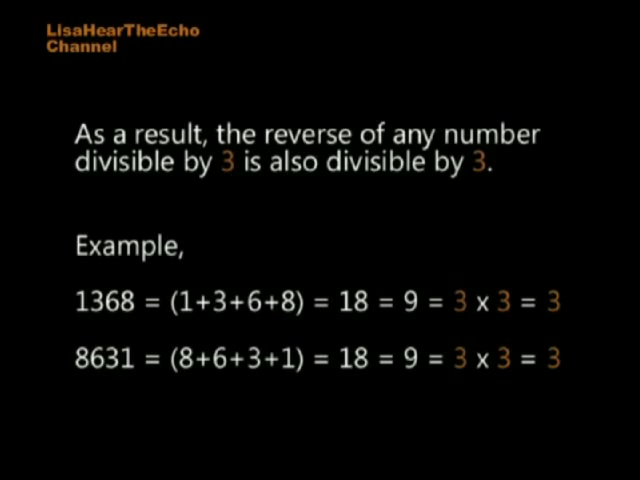 LisaHearTheEcho
Channel
As a result, the reverse of any number
divisible by 3 is also divisible by 3.
Example,
1368 = (1+3+6+8) = 18 = 9 = 3 x 3 = 3
8631 = (8+6+3+1) = 18 = 9 = 3 x 3 = 3